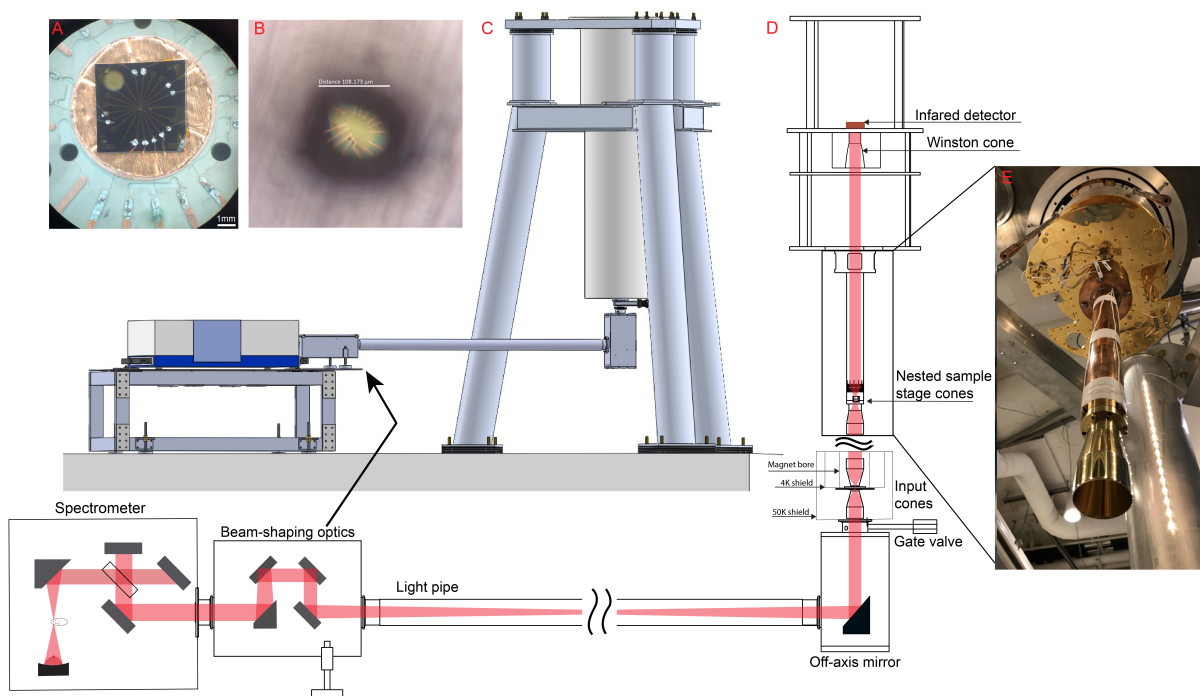 A
B
C
D
E
Distance 108.173 µm
1mm
Infared detector
Winston cone
Nested sample
stage cones
Magnet bore
4K shield
50K shield
Input
cones
Gate valve
Spectrometer
Beam-shaping optics
Light pipe
Off-axis mirror